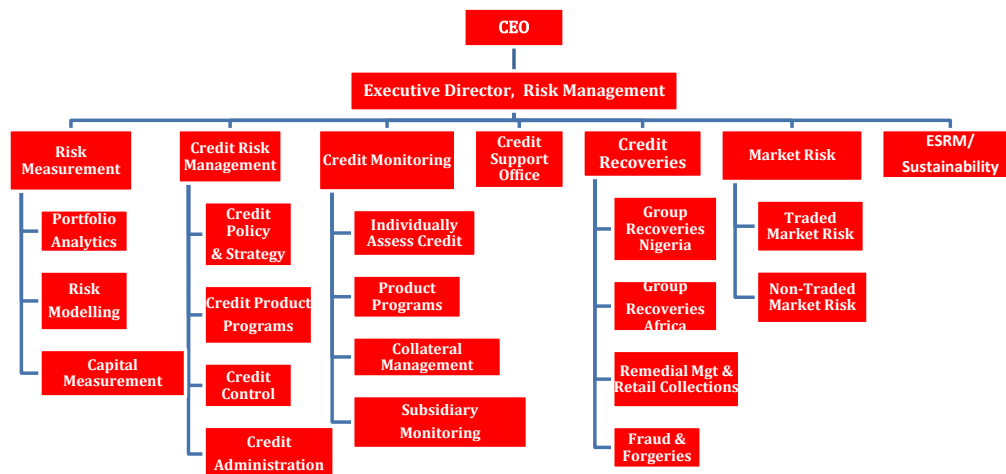 CEO
Executive Director, Risk Management
Risk
Measurement
Credit Risk
Management
Credit Monitoring
Credit
Support
Office
Credit
Recoveries
Market Risk
ESRM/
Sustainability
Portfolio
Analytics
Risk
Modelling
Capital
Measurement
Credit
Policy
& Strategy
Credit Product
Programs
Credit
Control
Credit
Administration
Individually
Assess Credit
Product
Programs
Collateral
Management
Subsidiary
Monitoring
Group
Recoveries
Nigeria
Group
Recoveries
Africa
Remedial Mgt &
Retail Collections
Fraud &
Forgeries
Traded
Market Risk
Non-Traded
Market Risk